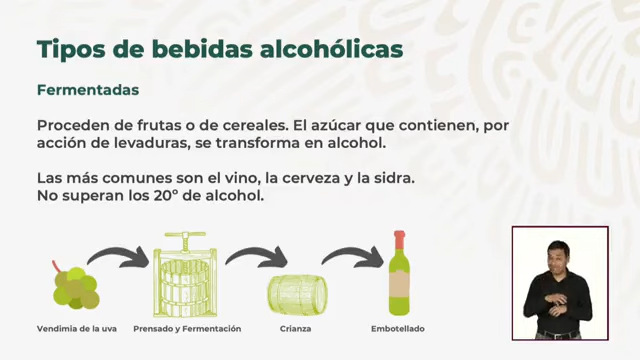 Tipos de bebidas alcohólicas
Fermentadas
Proceden de frutas o de cereales. El azúcar que contienen, por
acción de levaduras, se transforma en alcohol.
Las más comunes son el vino, la cerveza y la sidra.
No superan los 20º de alcohol.
Vendimia de la uva
Prensado y Fermentación
Crianza
Embotellado